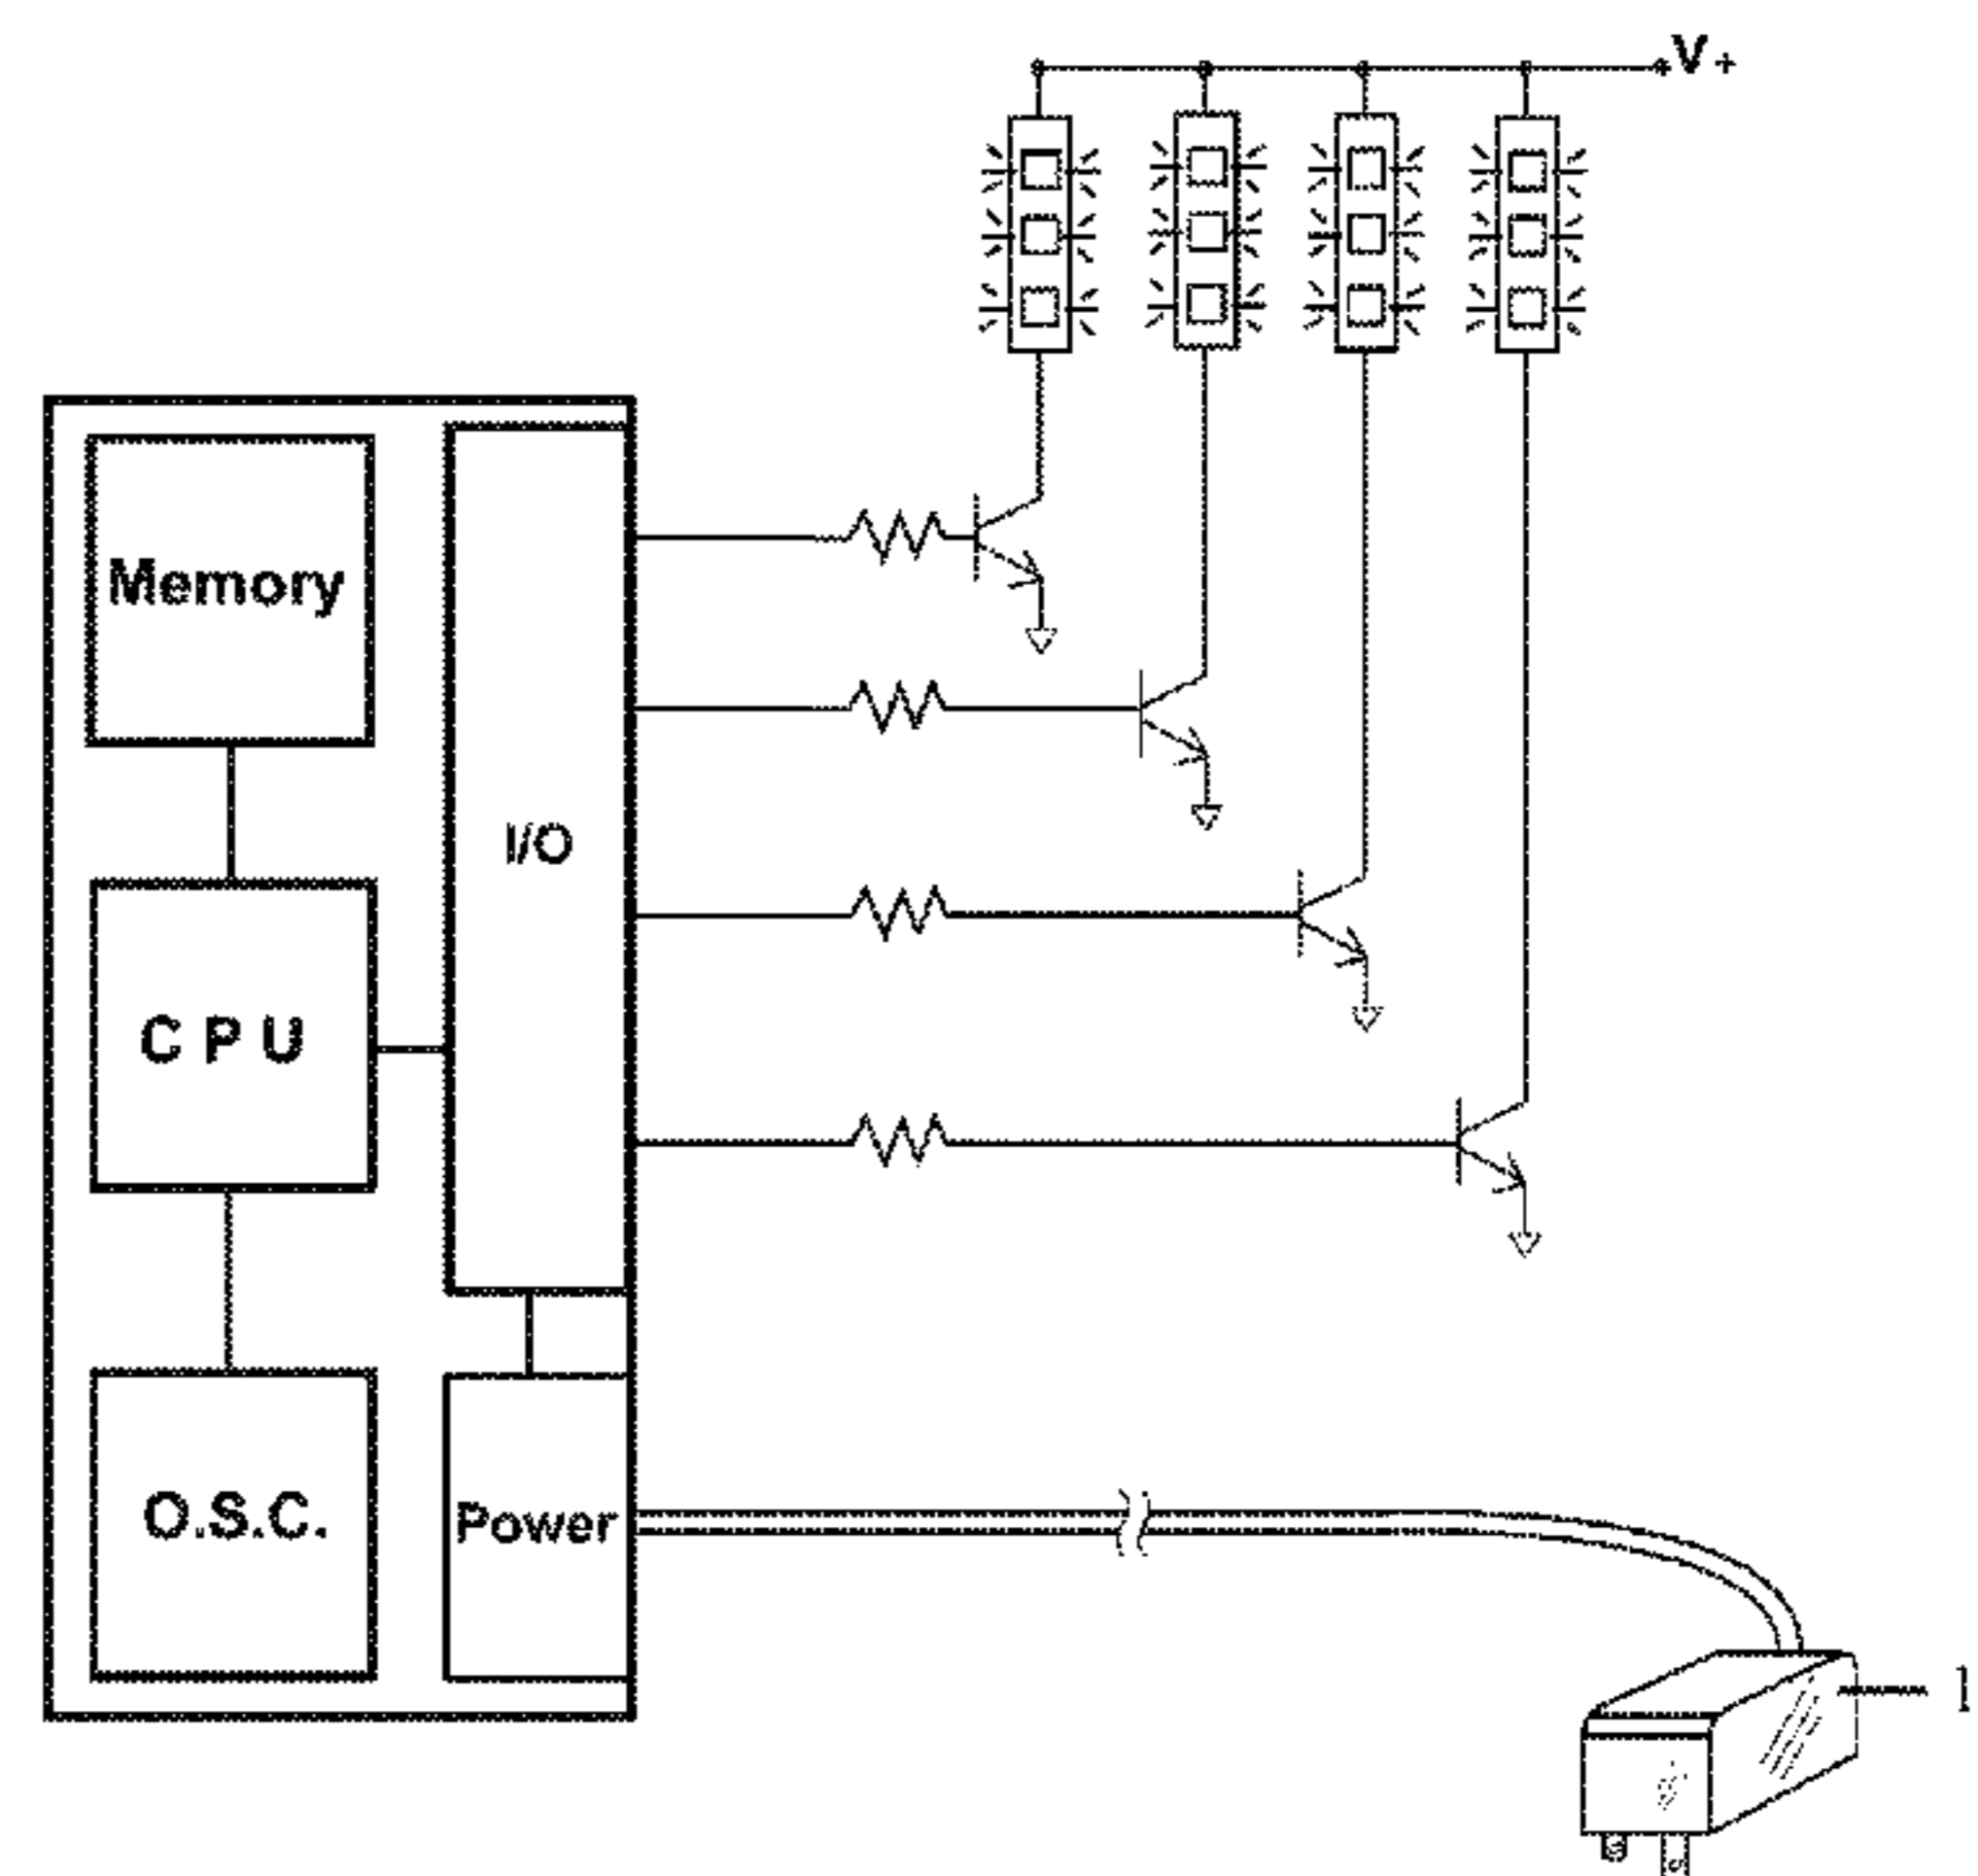 V+
Memory
I/O
C P U
O.S.C.
Power
1